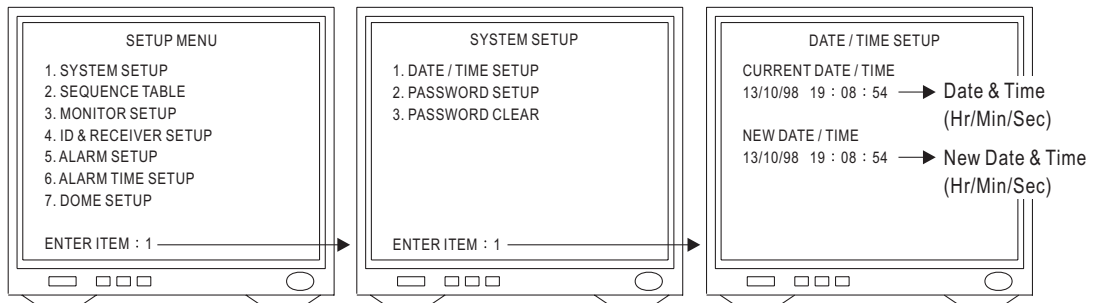 SETUP MENU
1. SYSTEM SETUP
2. SEQUENCE TABLE
3. MONITOR SETUP
4. ID & RECEIVER SETUP
5. ALARM SETUP
6. ALARM TIME SETUP
7. DOME SETUP
ENTER ITEM : 1
SYSTEM SETUP
1. DATE / TIME SETUP
2. PASSWORD SETUP
3. PASSWORD CLEAR
ENTER ITEM : 1
DATE / TIME SETUP
CURRENT DATE / TIME
13/10/98 19 : 08 : 54
Date & Time
(Hr/Min/Sec)
NEW DATE / TIME
13/10/98 19 : 08 : 54
New Date & Time
(Hr/Min/Sec)